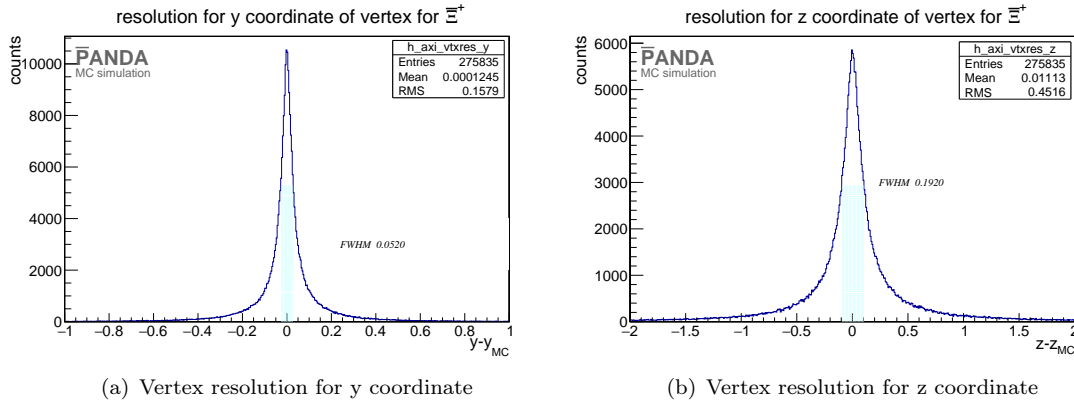 resolution for y coordinate of vertex for Ξ̅⁺
counts
P̅ANDA
MC simulation
h_axi_vtxres_y
Entries 275835
Mean 0.0001245
RMS 0.1579
10000
8000
6000
4000
2000
0
FWHM 0.0520
−1 −0.8 −0.6 −0.4 −0.2 0 0.2 0.4 0.6 0.8 1
y-y_MC
(a) Vertex resolution for y coordinate
resolution for z coordinate of vertex for Ξ̅⁺
counts
P̅ANDA
MC simulation
h_axi_vtxres_z
Entries 275835
Mean 0.01113
RMS 0.4516
6000
5000
4000
3000
2000
1000
0
FWHM 0.1920
−2 −1.5 −1 −0.5 0 0.5 1 1.5 2
z-z_MC
(b) Vertex resolution for z coordinate